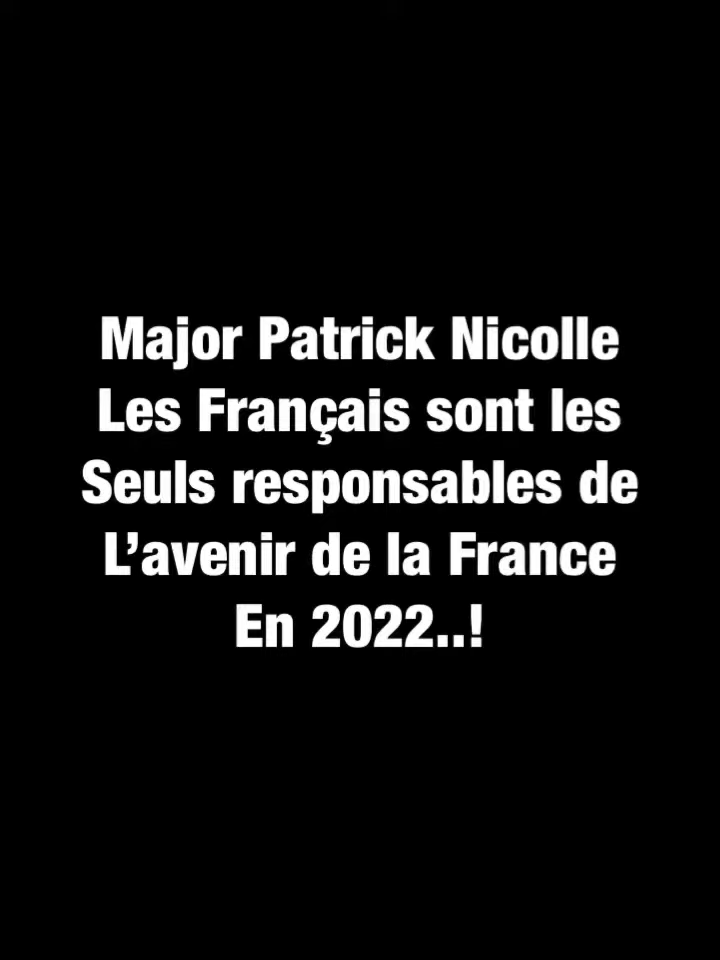 Major Patrick Nicolle
Les Français sont les
Seuls responsables de
L’avenir de la France
En 2022..!